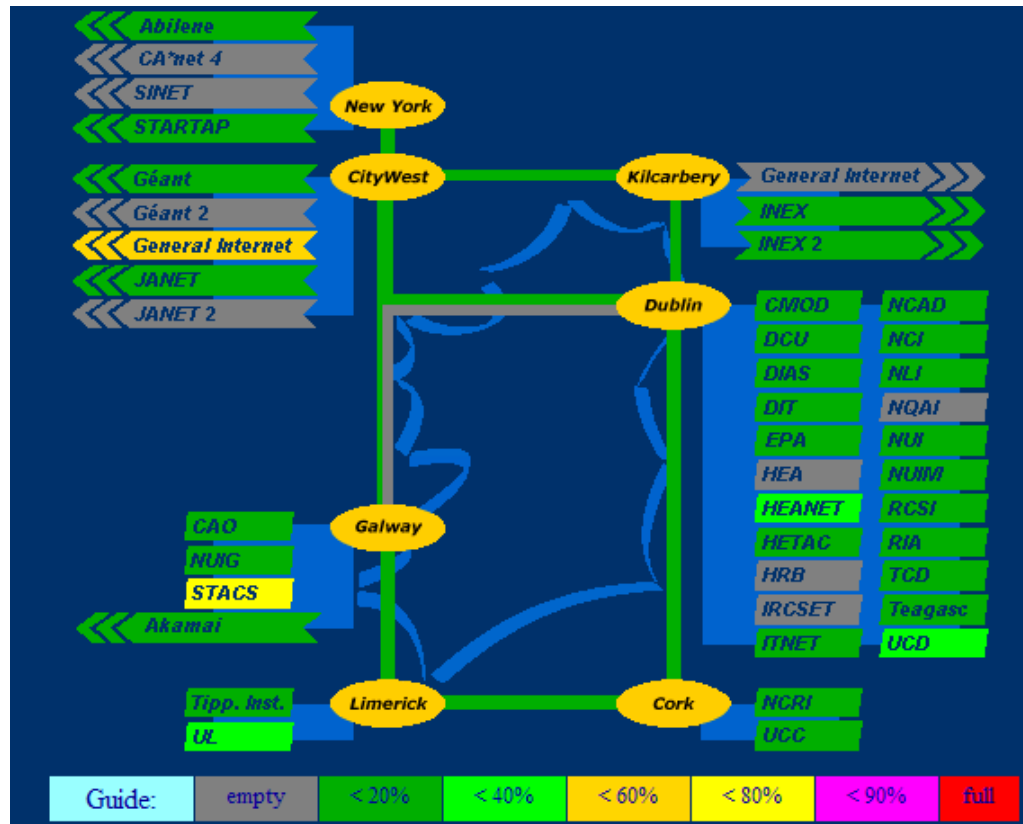 Abilene
CA*net 4
SINET
STARTAP
New York
Géant
Géant 2
General Internet
JANET
JANET 2
CityWest
Kilcarbery
General Internet
INEX
INEX 2
Dublin
CMOD
DCU
DIAS
DIT
EPA
HEA
HEANET
HETAC
HRB
IRCSET
ITNET
NCAD
NCI
NLI
NQAI
NUI
NUIM
RCSI
RIA
TCD
Teagasc
UCD
CAO
NUIG
STACS
Akamai
Galway
Tipp. Inst.
UL
Limerick
Cork
NCRI
UCC
Guide: empty < 20% < 40% < 60% < 80% < 90% full